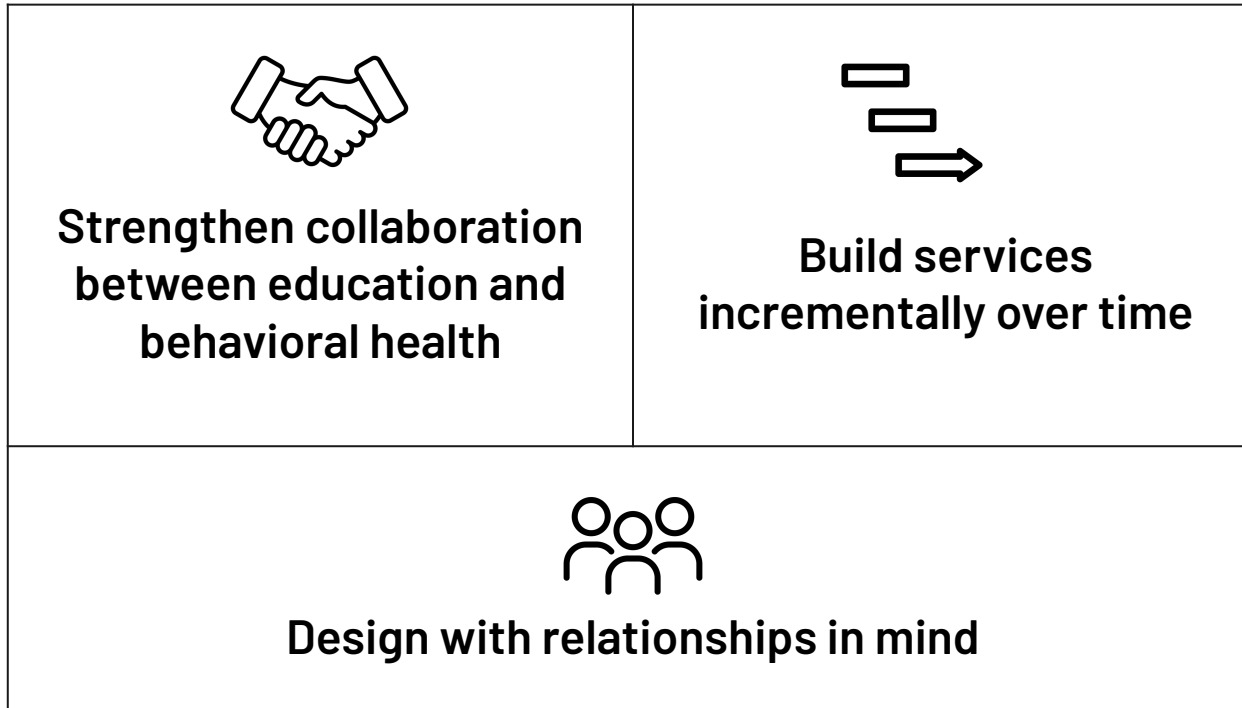 Strengthen collaboration
between education and
behavioral health
Build services
incrementally over time
Design with relationships in mind